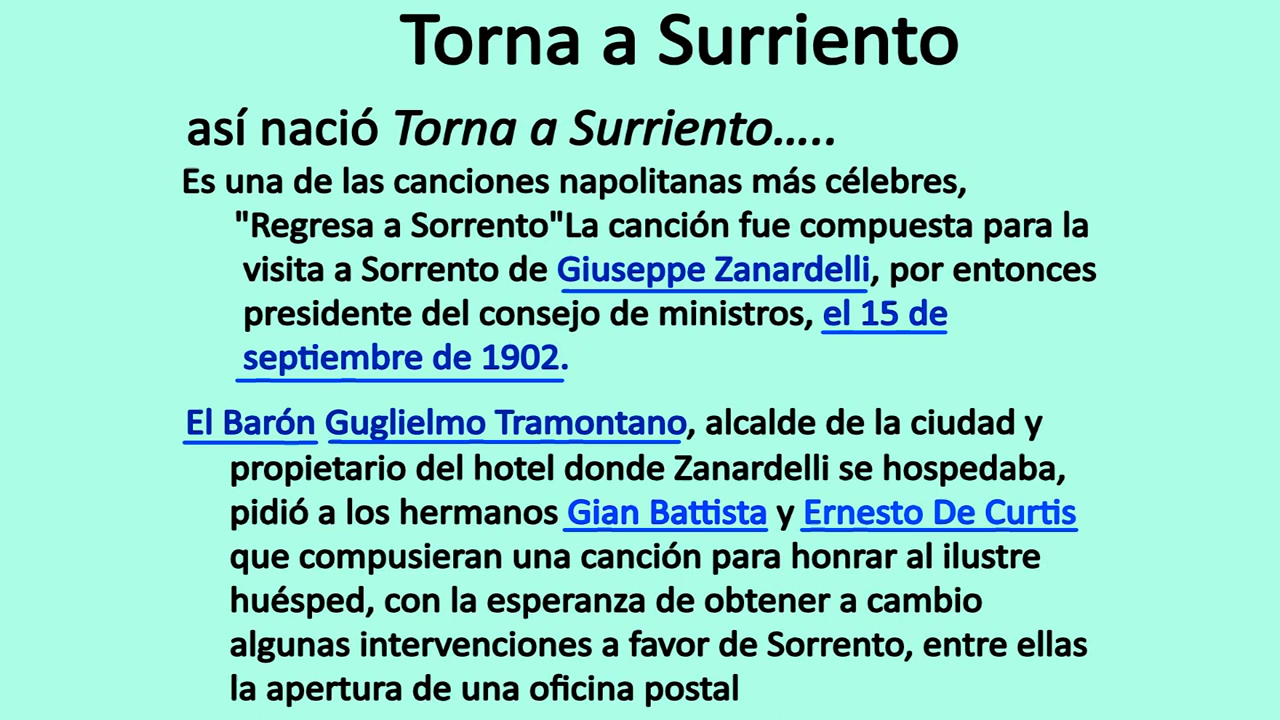 Torna a Surriento
así nació Torna a Surriento.....
Es una de las canciones napolitanas más célebres,
"Regresa a Sorrento"La canción fue compuesta para la
visita a Sorrento de Giuseppe Zanardelli, por entonces
presidente del consejo de ministros, el 15 de
septiembre de 1902.
El Barón Guglielmo Tramontano, alcalde de la ciudad y
propietario del hotel donde Zanardelli se hospedaba,
pidió a los hermanos Gian Battista y Ernesto De Curtis
que compusieran una canción para honrar al ilustre
huésped, con la esperanza de obtener a cambio
algunas intervenciones a favor de Sorrento, entre ellas
la apertura de una oficina postal